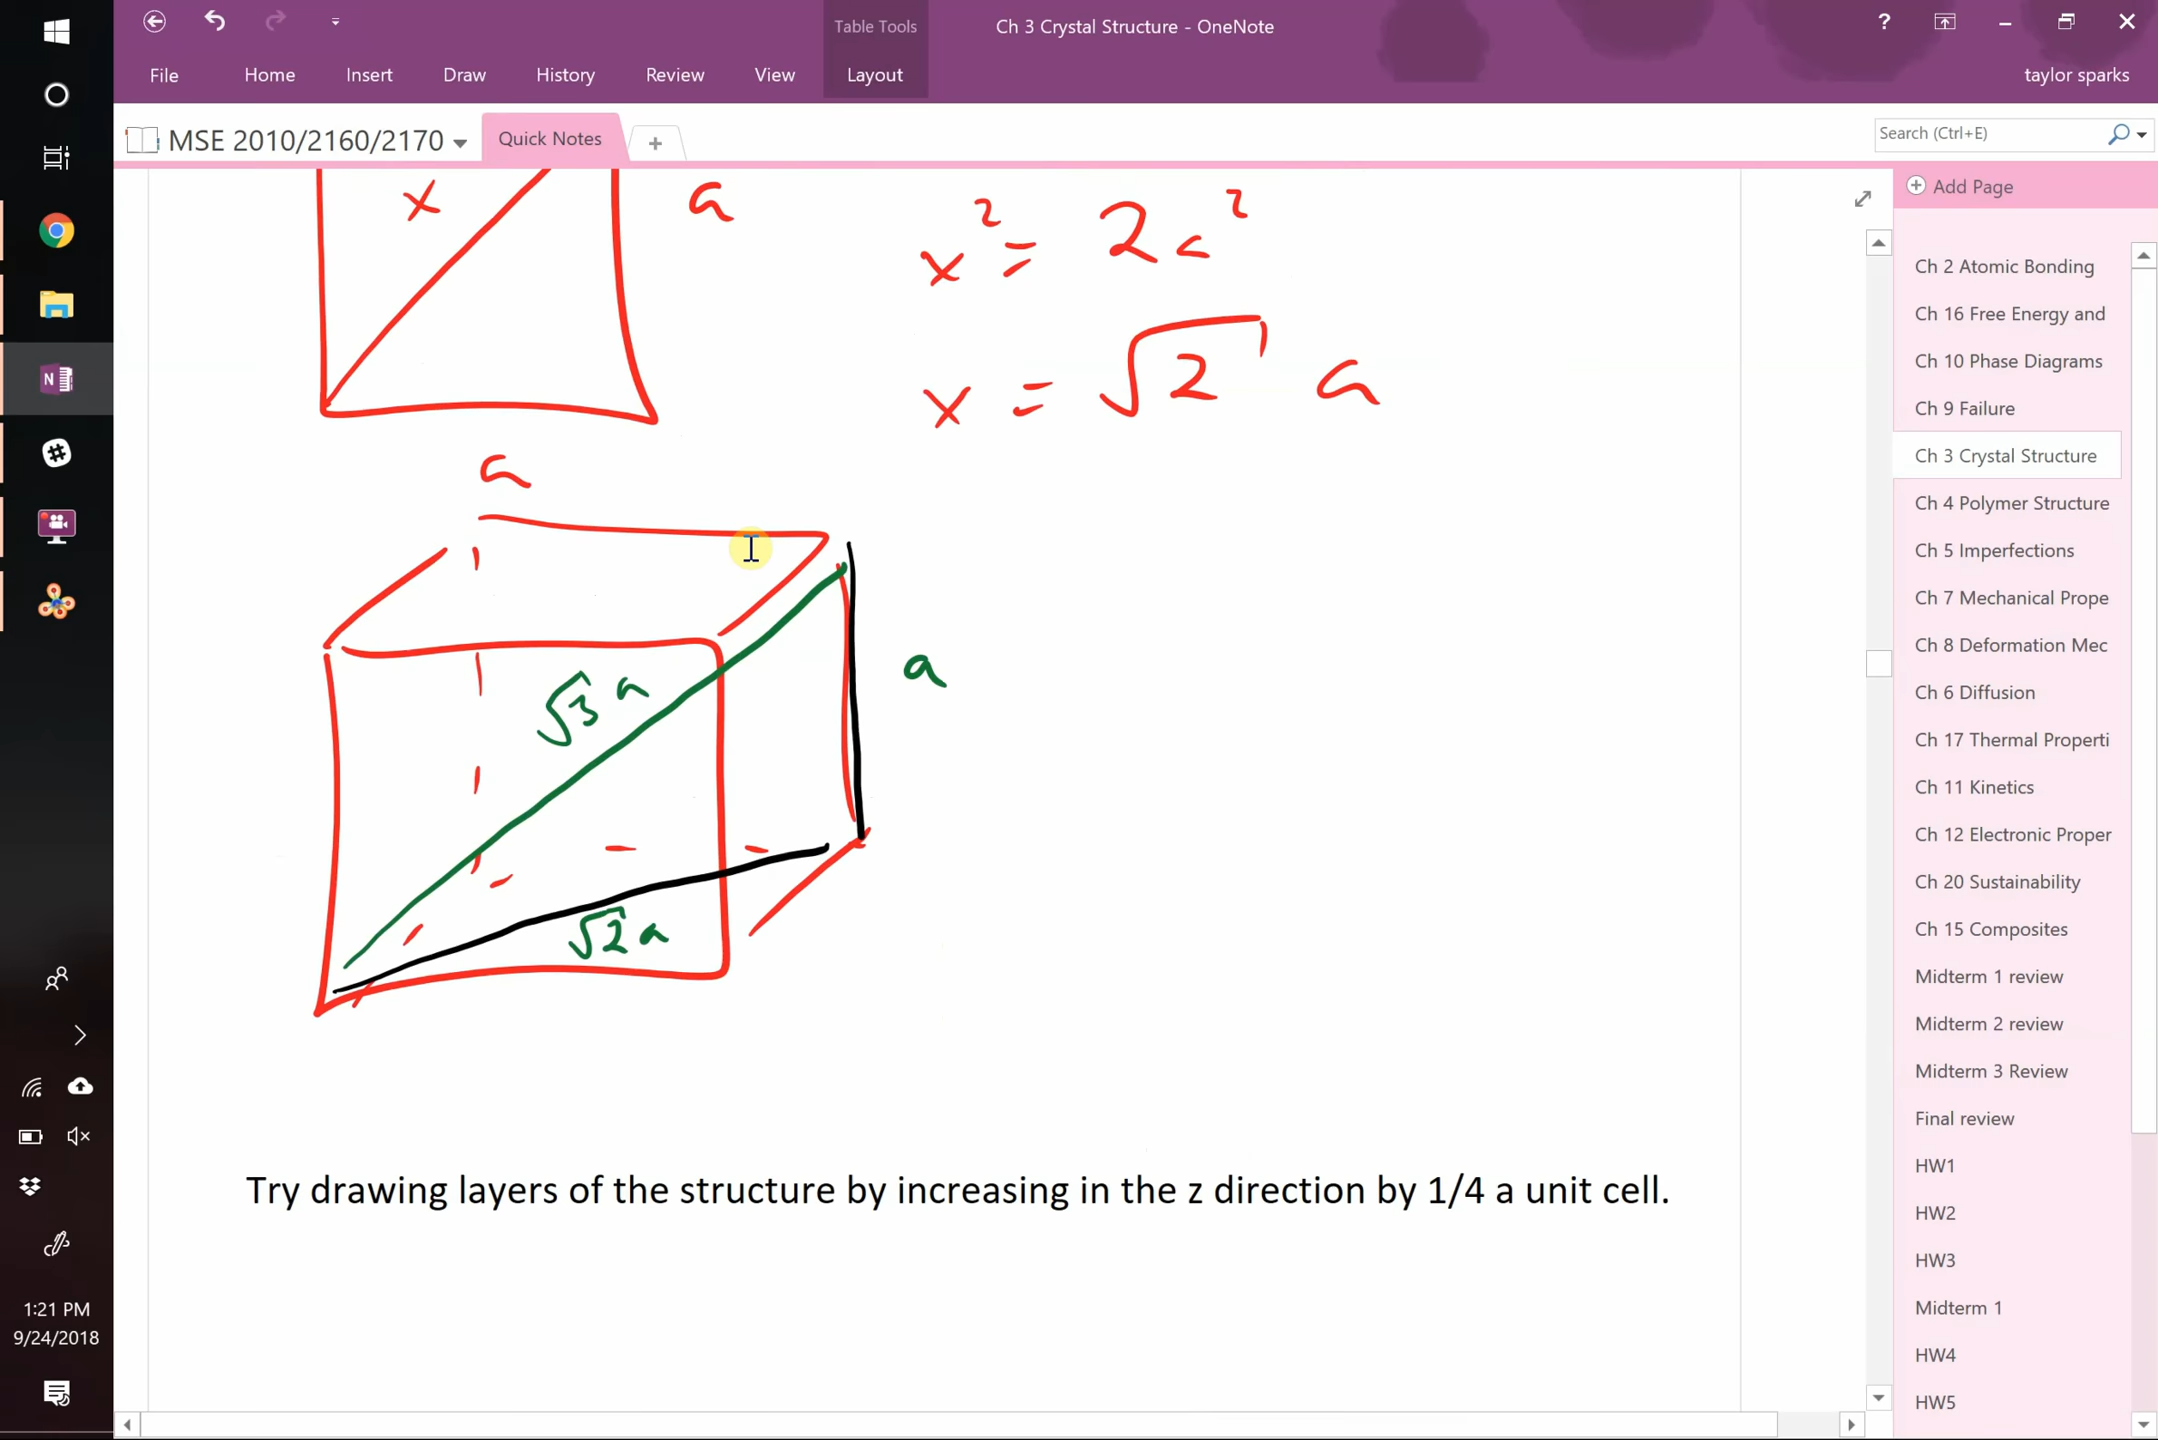 Table Tools
Ch 3 Crystal Structure - OneNote
?
File
Home
Insert
Draw
History
Review
View
Layout
taylor sparks
MSE 2010/2160/2170
Quick Notes
+
Search (Ctrl+E)
Add Page
Ch 2 Atomic Bonding
Ch 16 Free Energy and
Ch 10 Phase Diagrams
Ch 9 Failure
Ch 3 Crystal Structure
Ch 4 Polymer Structure
Ch 5 Imperfections
Ch 7 Mechanical Prope
Ch 8 Deformation Mec
Ch 6 Diffusion
Ch 17 Thermal Properti
Ch 11 Kinetics
Ch 12 Electronic Proper
Ch 20 Sustainability
Ch 15 Composites
Midterm 1 review
Midterm 2 review
Midterm 3 Review
Final review
HW1
HW2
HW3
Midterm 1
HW4
HW5
x
a
x² = 2a²
x = √2 a
a
√3 a
a
√2 a
Try drawing layers of the structure by increasing in the z direction by 1/4 a unit cell.
N
1:21 PM
9/24/2018